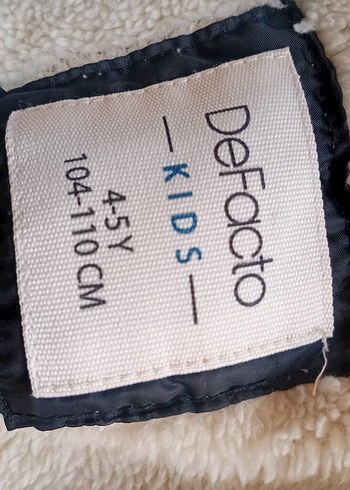 DeFacto
— KIDS —
4-5 Y
104-110 CM